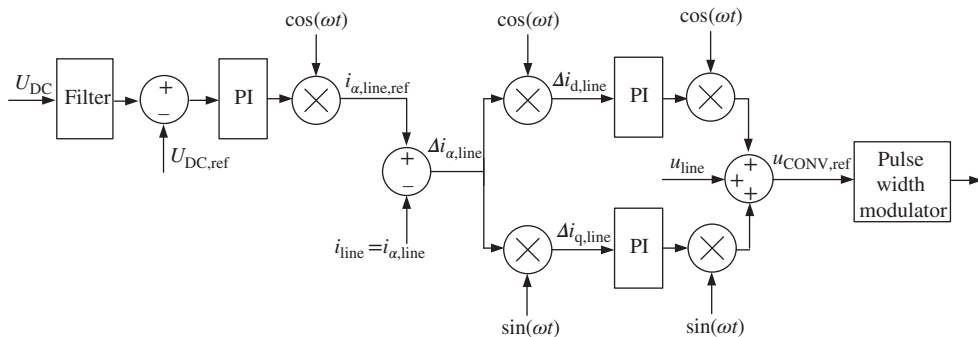 cos(ωt)
cos(ωt)
cos(ωt)
U_DC
Filter
+
−
U_DC,ref
PI
i_α,line,ref
+
−
Δi_α,line
i_line = i_α,line
Δi_d,line
PI
u_line
+
+
+
u_CONV,ref
Pulse
width
modulator
Δi_q,line
PI
sin(ωt)
sin(ωt)